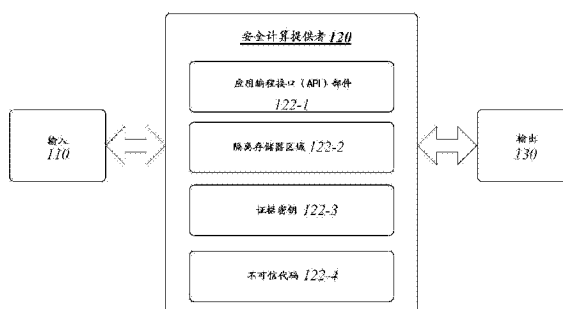 安全计算提供者 120
应用编程接口（API）部件
122-1
输入
110
隔离存储器区域 122-2
输出
130
证据密钥 122-3
不可信代码 122-4